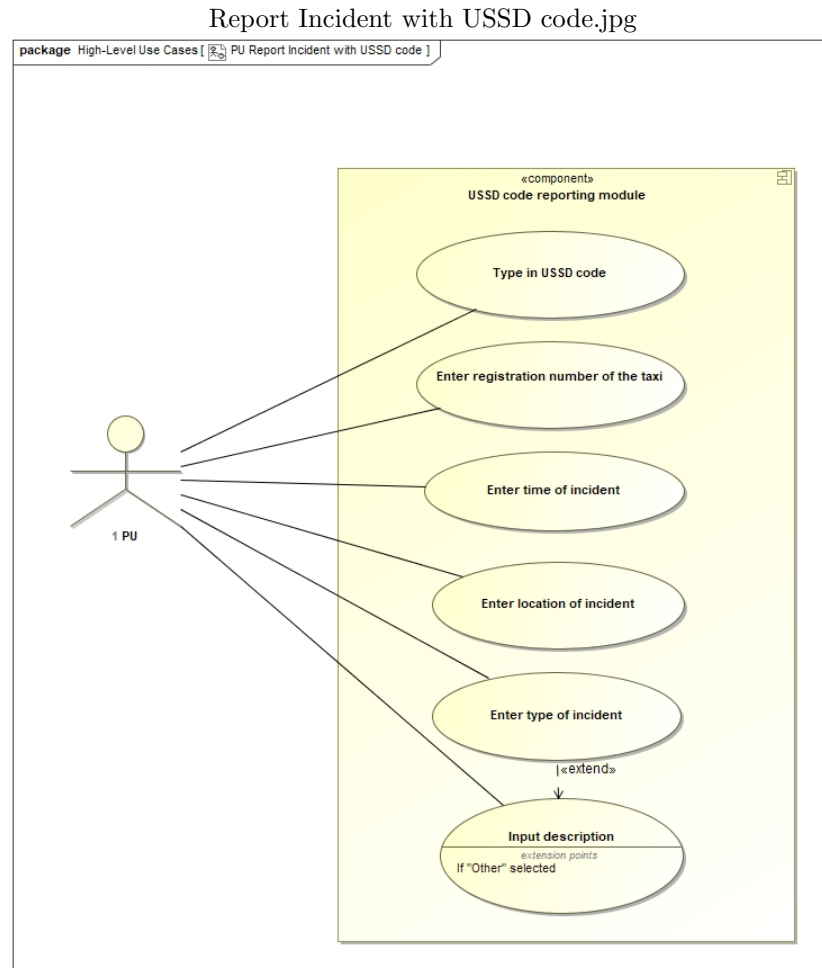 Report Incident with USSD code.jpg
package High-Level Use Cases [ PU Report Incident with USSD code ]
«component»
USSD code reporting module
Type in USSD code
Enter registration number of the taxi
Enter time of incident
1 PU
Enter location of incident
Enter type of incident
«extend»
Input description
extension points
If "Other" selected